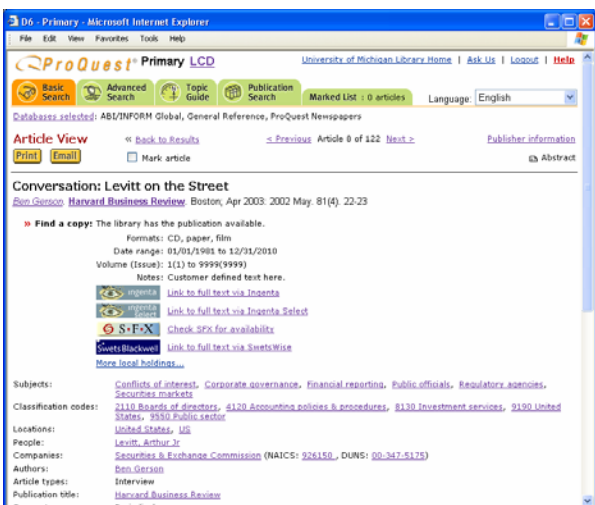 D6 - Primary - Microsoft Internet Explorer
File Edit View Favorites Tools Help
ProQuest® Primary LCD University of Michigan Library Home | Ask Us | Logout | Help
Basic Search Advanced Search Topic Guide Publication Search Marked List : 0 articles Language: English
Databases selected: ABI/INFORM Global, General Reference, ProQuest Newspapers
Article View « Back to Results < Previous Article 8 of 122 Next > Publisher information
Print Email Mark article Abstract
Conversation: Levitt on the Street
Ben Gerson. Harvard Business Review. Boston; Apr 2003: 2002 May. 81(4). 22-23
» Find a copy: The library has the publication available.
Formats: CD, paper, film
Date range: 01/01/1981 to 12/31/2010
Volume (Issue): 1(1) to 9999(9999)
Notes: Customer defined text here.
ingenta Link to full text via Ingenta
ingenta Select Link to full text via Ingenta Select
S·F·X Check SFX for availability
SwetsBlackwell Link to full text via SwetsWise
More local holdings...
Subjects: Conflicts of interest, Corporate governance, Financial reporting, Public officials, Regulatory agencies,
Securities markets
Classification codes: 2110 Boards of directors, 4120 Accounting policies & procedures, 8130 Investment services, 9190 United
States, 9550 Public sector
Locations: United States, US
People: Levitt, Arthur Jr
Companies: Securities & Exchange Commission (NAICS: 926150 , DUNS: 00-347-5175)
Authors: Ben Gerson
Article types: Interview
Publication title: Harvard Business Review